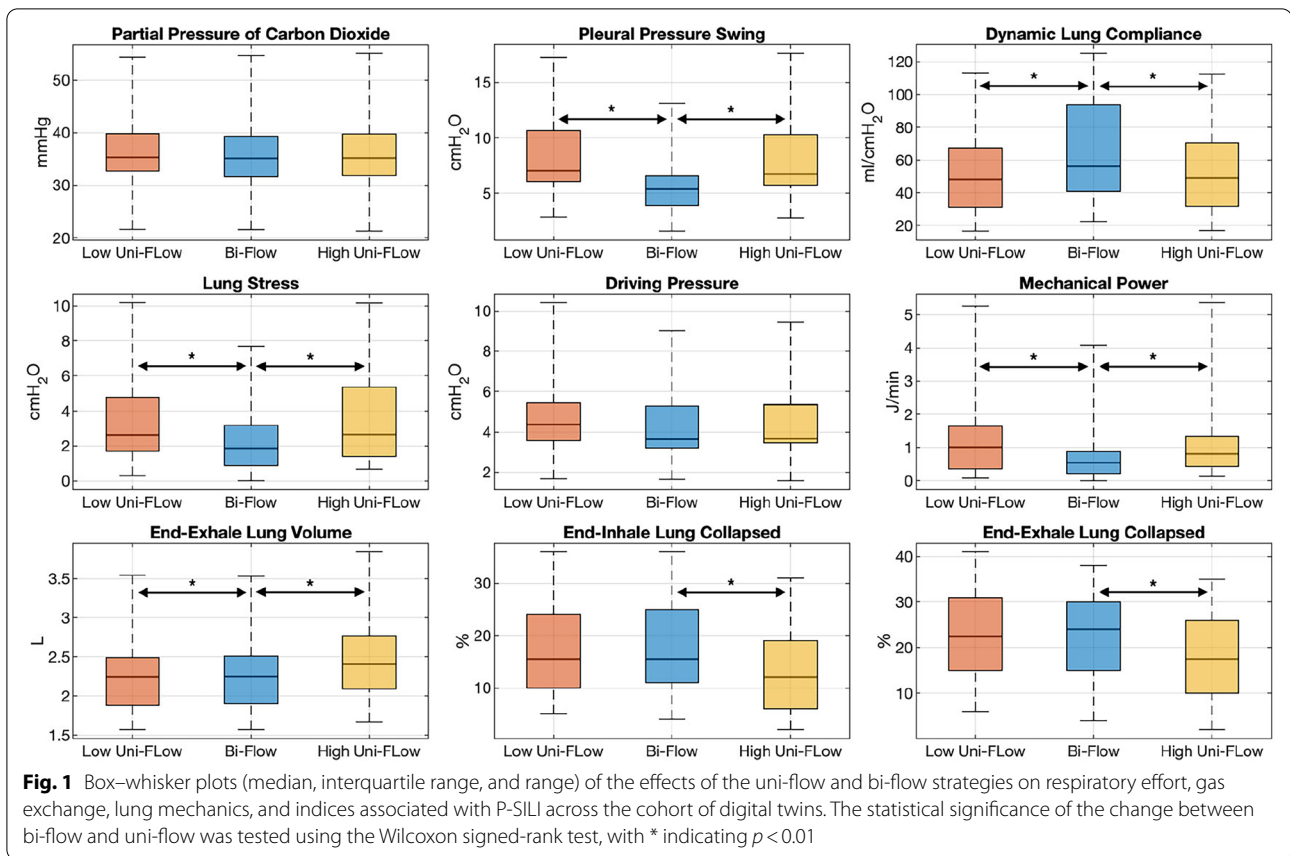 Partial Pressure of Carbon Dioxide
mmHg
50
40
30
20
Low Uni-FLow Bi-Flow High Uni-FLow
Pleural Pressure Swing
cmH₂O
15
10
5
* *
Low Uni-FLow Bi-Flow High Uni-FLow
Dynamic Lung Compliance
ml/cmH₂O
120
100
80
60
40
20
* *
Low Uni-FLow Bi-Flow High Uni-FLow
Lung Stress
cmH₂O
10
8
6
4
2
0
* *
Low Uni-FLow Bi-Flow High Uni-FLow
Driving Pressure
cmH₂O
10
8
6
4
2
Low Uni-FLow Bi-Flow High Uni-FLow
Mechanical Power
J/min
5
4
3
2
1
0
* *
Low Uni-FLow Bi-Flow High Uni-FLow
End-Exhale Lung Volume
L
3.5
3
2.5
2
1.5
* *
Low Uni-FLow Bi-Flow High Uni-FLow
End-Inhale Lung Collapsed
%
30
20
10
*
Low Uni-FLow Bi-Flow High Uni-FLow
End-Exhale Lung Collapsed
%
40
30
20
10
*
Low Uni-FLow Bi-Flow High Uni-FLow
Fig. 1 Box–whisker plots (median, interquartile range, and range) of the effects of the uni-flow and bi-flow strategies on respiratory effort, gas
exchange, lung mechanics, and indices associated with P-SILI across the cohort of digital twins. The statistical significance of the change between
bi-flow and uni-flow was tested using the Wilcoxon signed-rank test, with * indicating p < 0.01